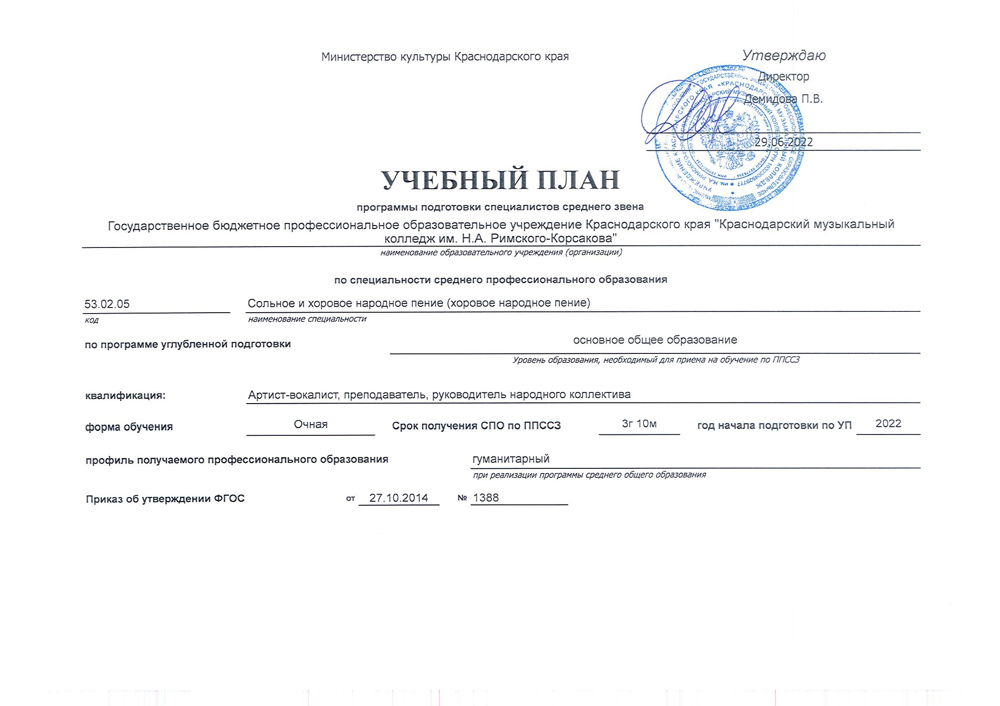 Министерство культуры Краснодарского края
Утверждаю
Директор
Демидова П.В.
29.06.2022
УЧЕБНЫЙ ПЛАН
программы подготовки специалистов среднего звена
Государственное бюджетное профессиональное образовательное учреждение Краснодарского края "Краснодарский музыкальный
колледж им. Н.А. Римского-Корсакова"
наименование образовательного учреждения (организации)
по специальности среднего профессионального образования
53.02.05 Сольное и хоровое народное пение (хоровое народное пение)
код наименование специальности
по программе углубленной подготовки основное общее образование
Уровень образования, необходимый для приема на обучение по ППССЗ
квалификация: Артист-вокалист, преподаватель, руководитель народного коллектива
форма обучения Очная Срок получения СПО по ППССЗ 3г 10м год начала подготовки по УП 2022
профиль получаемого профессионального образования гуманитарный
при реализации программы среднего общего образования
Приказ об утверждении ФГОС от 27.10.2014 № 1388